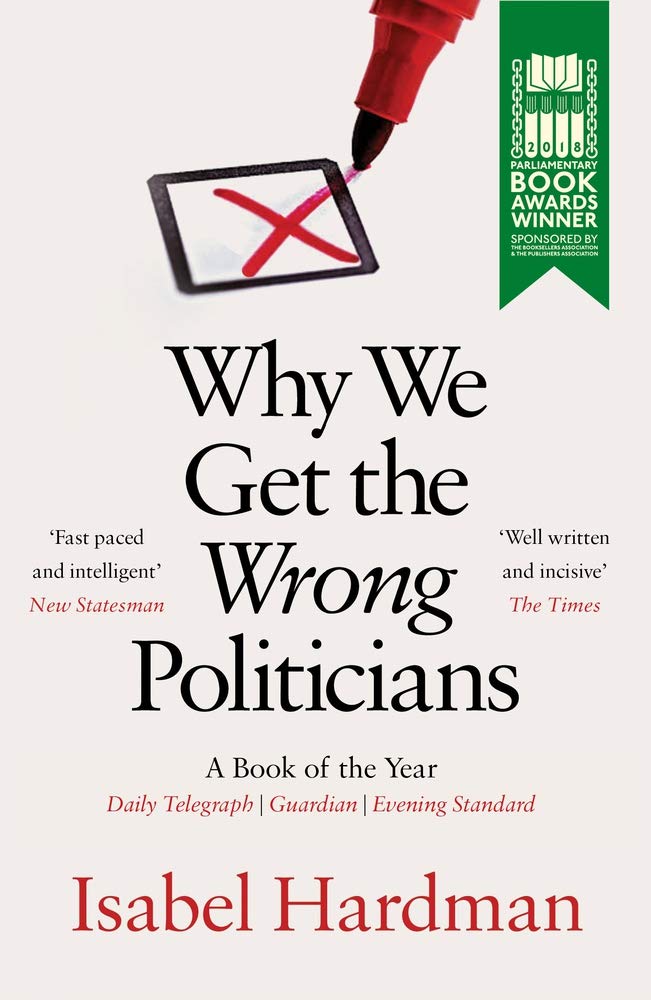 2018
PARLIAMENTARY
BOOK
AWARDS
WINNER
SPONSORED BY
THE BOOKSELLERS ASSOCIATION
& THE PUBLISHERS ASSOCIATION
Why We
Get the
Wrong
Politicians
‘Fast paced
and intelligent’
New Statesman
‘Well written
and incisive’
The Times
A Book of the Year
Daily Telegraph | Guardian | Evening Standard
Isabel Hardman